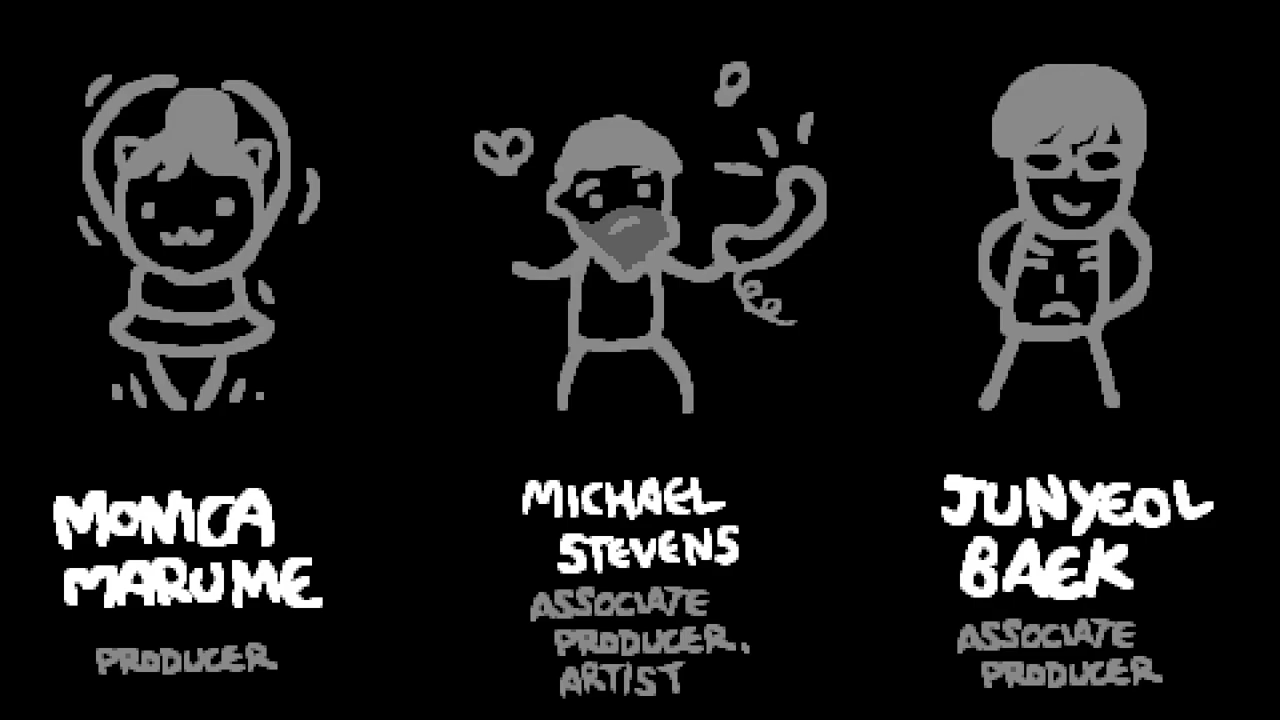 MONICA
MARUME
PRODUCER
MICHAEL
STEVENS
ASSOCIATE
PRODUCER.
ARTIST
JUNYEOL
BAEK
ASSOCIATE
PRODUCER